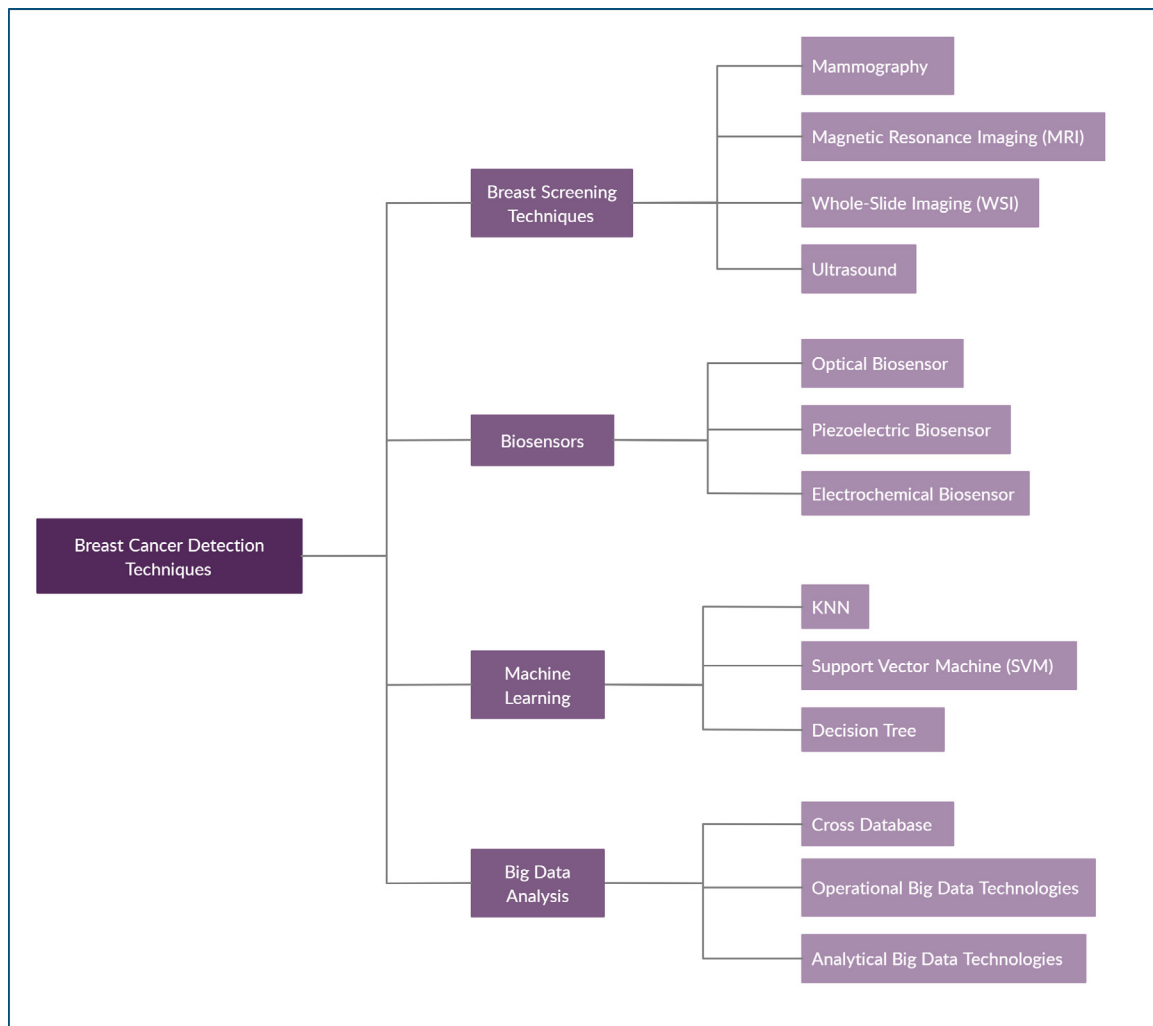 Mammography
Magnetic Resonance Imaging (MRI)
Breast Screening
Techniques
Whole-Slide Imaging (WSI)
Ultrasound
Optical Biosensor
Biosensors
Piezoelectric Biosensor
Electrochemical Biosensor
Breast Cancer Detection
Techniques
KNN
Machine
Learning
Support Vector Machine (SVM)
Decision Tree
Cross Database
Big Data
Analysis
Operational Big Data Technologies
Analytical Big Data Technologies